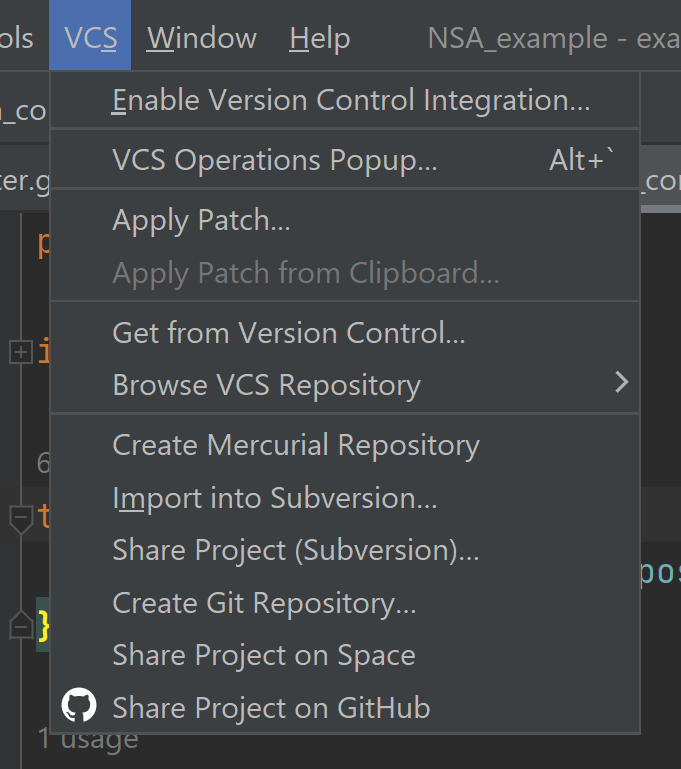 ols VCS Window Help NSA_example - exa
_co
Enable Version Control Integration...
VCS Operations Popup... Alt+`
ter.g
_cor
Apply Patch...
p
Apply Patch from Clipboard...
Get from Version Control...
i
Browse VCS Repository
Create Mercurial Repository
6
Import into Subversion...
t
Share Project (Subversion)...
pos
Create Git Repository...
}
Share Project on Space
Share Project on GitHub
1 usage